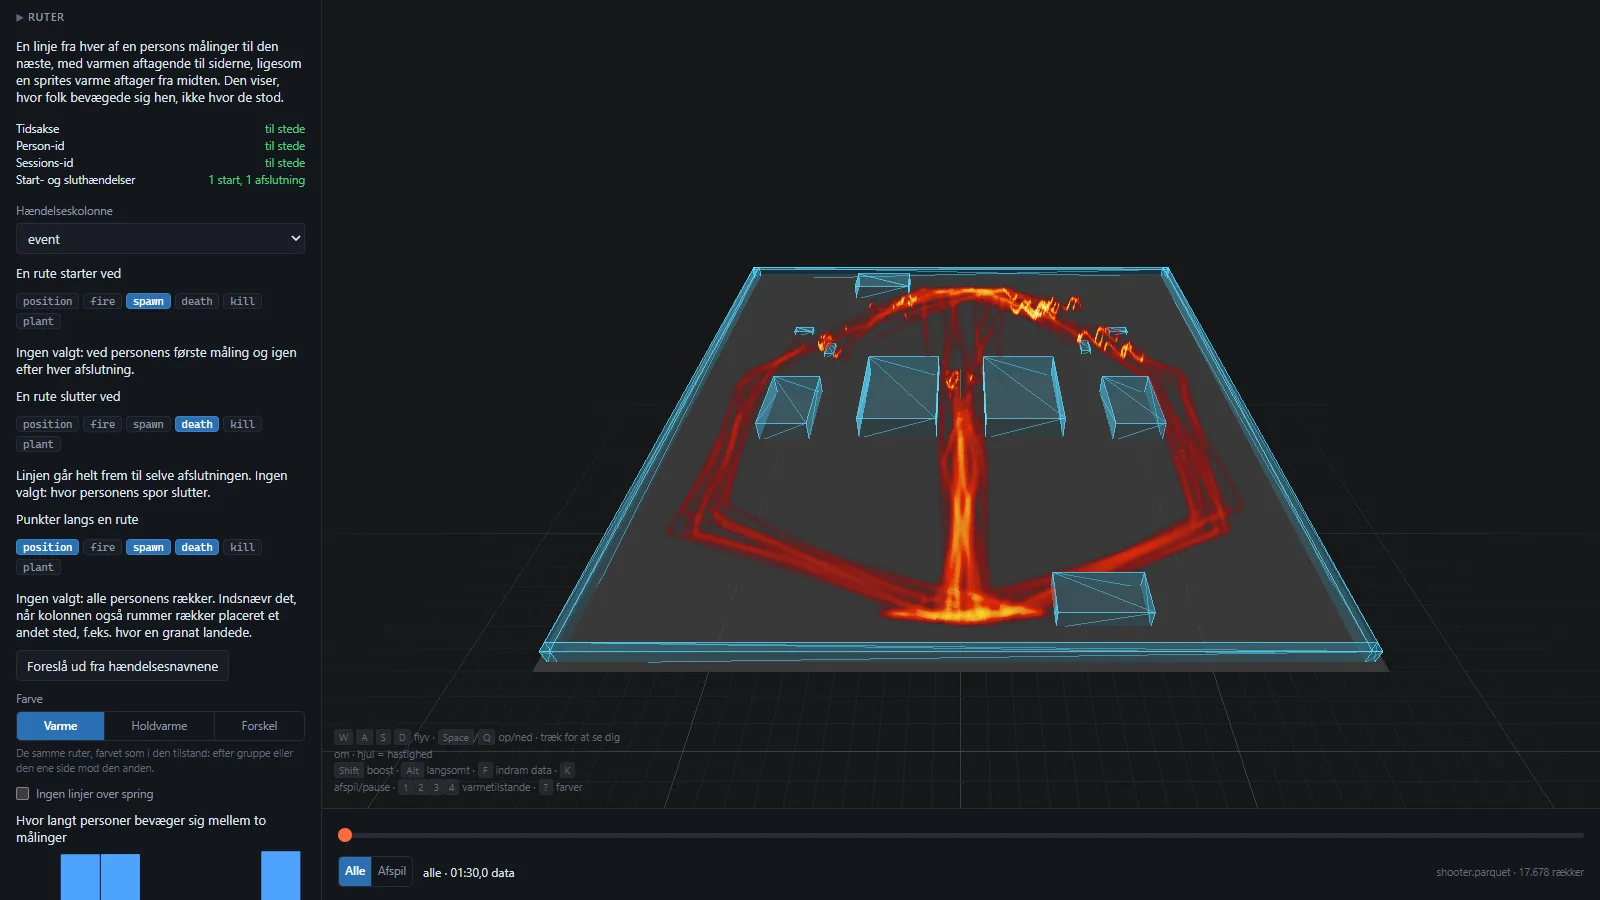 ▶ RUTER
En linje fra hver af en persons målinger til den
næste, med varmen aftagende til siderne, ligesom
en sprites varme aftager fra midten. Den viser,
hvor folk bevægede sig hen, ikke hvor de stod.
Tidsakse til stede
Person-id til stede
Sessions-id til stede
Start- og sluthændelser 1 start, 1 afslutning
Hændelseskolonne
event
En rute starter ved
position fire spawn death kill
plant
Ingen valgt: ved personens første måling og igen
efter hver afslutning.
En rute slutter ved
position fire spawn death kill
plant
Linjen går helt frem til selve afslutningen. Ingen
valgt: hvor personens spor slutter.
Punkter langs en rute
position fire spawn death kill
plant
Ingen valgt: alle personens rækker. Indsnævr det,
når kolonnen også rummer rækker placeret et
andet sted, f.eks. hvor en granat landede.
Foreslå ud fra hændelsesnavnene
Farve
Varme Holdvarme Forskel
De samme ruter, farvet som i den tilstand: efter gruppe eller
den ene side mod den anden.
Ingen linjer over spring
Hvor langt personer bevæger sig mellem to
målinger
W A S D flyv · Space / Q op/ned · træk for at se dig
om · hjul = hastighed
Shift boost · Alt langsomt · F indram data · K
afspil/pause · 1 2 3 4 varmetilstande · ? farver
Alle Afspil alle · 01:30,0 data
shooter.parquet · 17.678 rækker